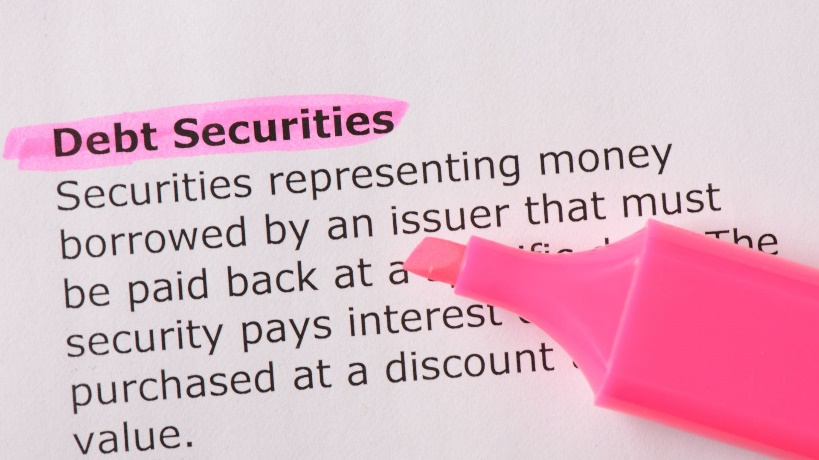 Debt Securities
Securities representing money
borrowed by an issuer that must
be paid back at a The
security pays interest
purchased at a discount
value.